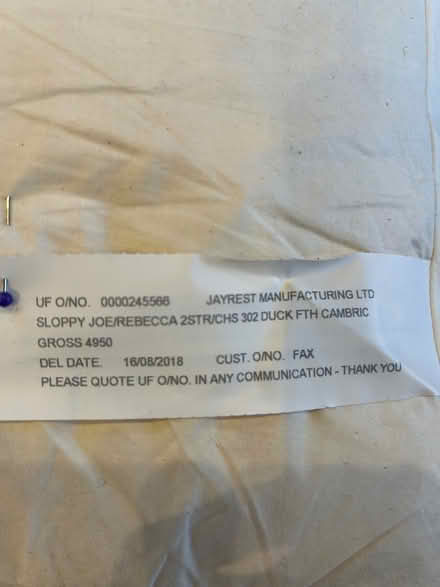 UF O/NO. 0000245566 JAYREST MANUFACTURING LTD
SLOPPY JOE/REBECCA 2STR/CHS 302 DUCK FTH CAMBRIC
GROSS 4950
DEL DATE. 16/08/2018 CUST. O/NO. FAX
PLEASE QUOTE UF O/NO. IN ANY COMMUNICATION - THANK YOU